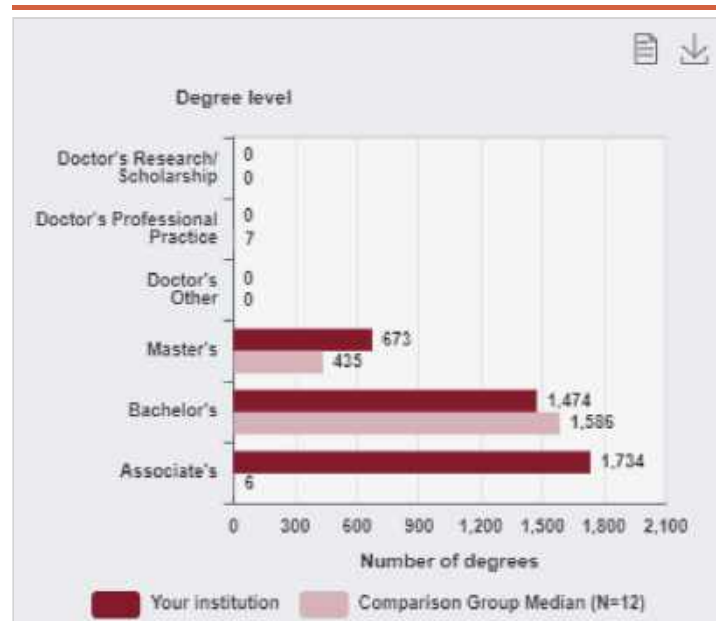 Degree level
Doctor's Research/
Scholarship
0
0
Doctor's Professional
Practice
0
7
Doctor's
Other
0
0
Master's
673
435
Bachelor's
1,474
1,586
Associate's
1,734
6
0 300 600 900 1,200 1,500 1,800 2,100
Number of degrees
Your institution Comparison Group Median (N=12)